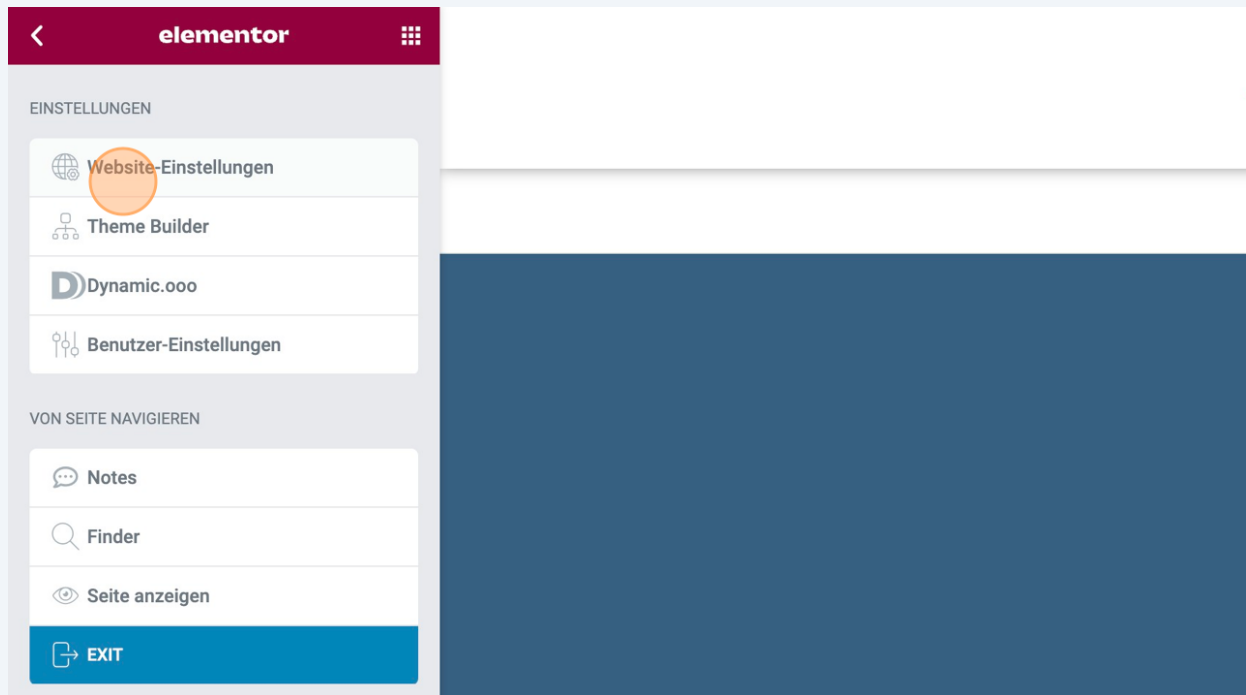 elementor
EINSTELLUNGEN
Website-Einstellungen
Theme Builder
Dynamic.ooo
Benutzer-Einstellungen
VON SEITE NAVIGIEREN
Notes
Finder
Seite anzeigen
EXIT